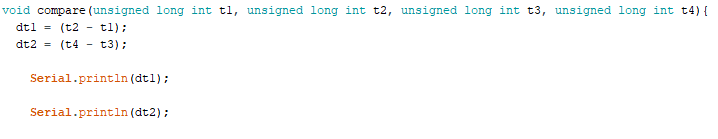 void compare(unsigned long int t1, unsigned long int t2, unsigned long int t3, unsigned long int t4){
dt1 = (t2 - t1);
dt2 = (t4 - t3);
Serial.println(dt1);
Serial.println(dt2);